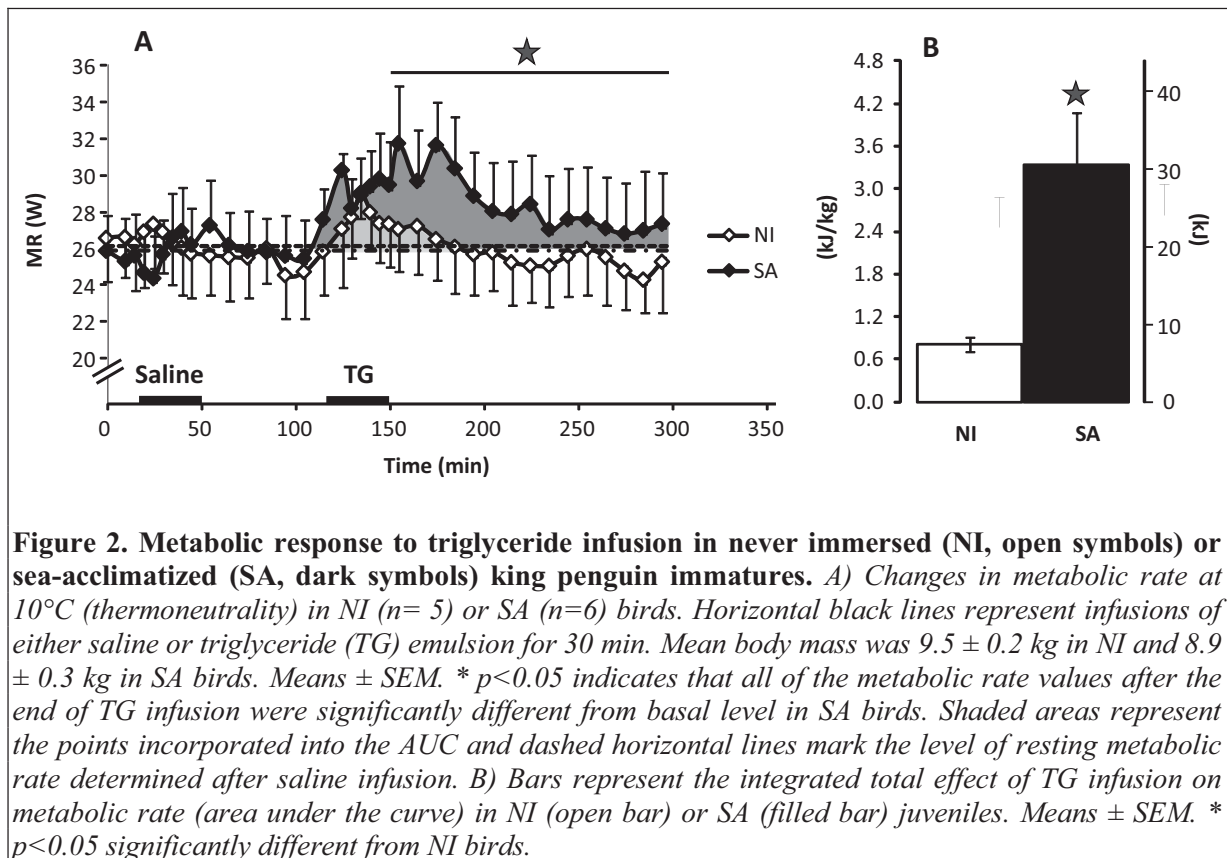 A
B
36
34
32
30
28
26
24
22
20
MR (W)
Saline
TG
0
50
100
150
200
250
300
350
Time (min)
NI
SA
4.8
4.2
3.6
3.0
2.4
1.8
1.2
0.6
0.0
(kJ/kg)
40
30
20
10
0
(kJ)
NI
SA
Figure 2. Metabolic response to triglyceride infusion in never immersed (NI, open symbols) or
sea-acclimatized (SA, dark symbols) king penguin immatures. A) Changes in metabolic rate at
10°C (thermoneutrality) in NI (n= 5) or SA (n=6) birds. Horizontal black lines represent infusions of
either saline or triglyceride (TG) emulsion for 30 min. Mean body mass was 9.5 ± 0.2 kg in NI and 8.9
± 0.3 kg in SA birds. Means ± SEM. * p<0.05 indicates that all of the metabolic rate values after the
end of TG infusion were significantly different from basal level in SA birds. Shaded areas represent
the points incorporated into the AUC and dashed horizontal lines mark the level of resting metabolic
rate determined after saline infusion. B) Bars represent the integrated total effect of TG infusion on
metabolic rate (area under the curve) in NI (open bar) or SA (filled bar) juveniles. Means ± SEM. *
p<0.05 significantly different from NI birds.